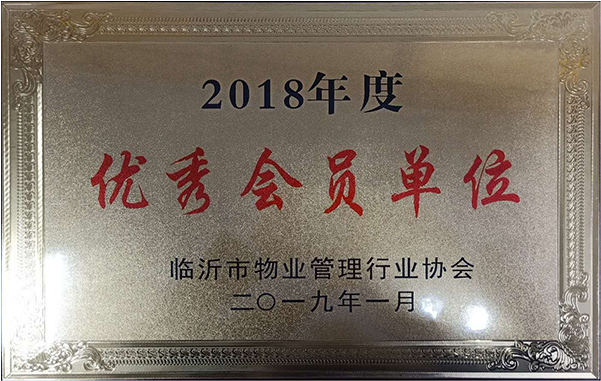 2018年度
优秀会员单位
临沂市物业管理行业协会
二〇一九年一月